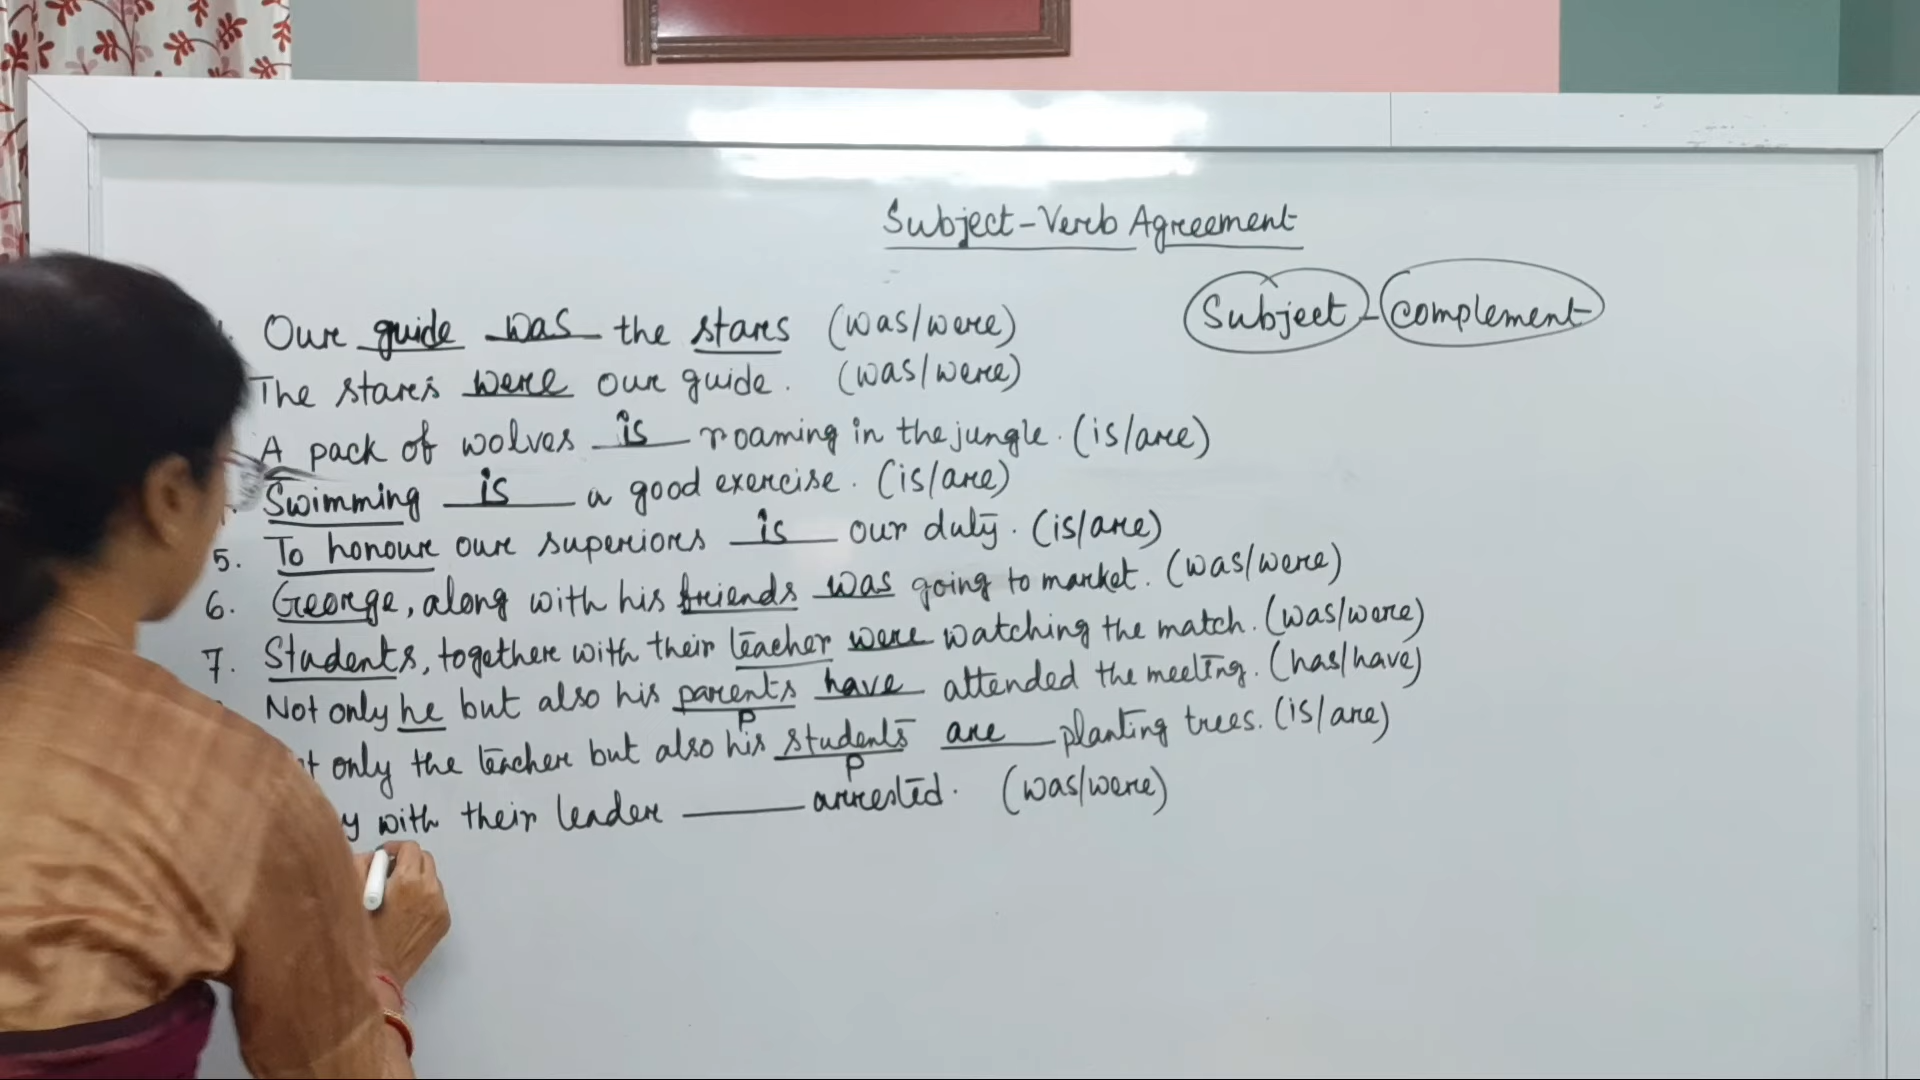 Subject-Verb Agreement
Subject - complement
Our guide was the stars (was/were)
The stars were our guide. (was/were)
A pack of wolves is roaming in the jungle. (is/are)
Swimming is a good exercise. (is/are)
5. To honour our superiors is our duty. (is/are)
6. George, along with his friends was going to market. (was/were)
7. Students, together with their teacher were watching the match. (was/were)
Not only he but also his parents have attended the meeting. (has/have)
P
only the teacher but also his students are planting trees. (is/are)
P
with their leader ____ arrested. (was/were)